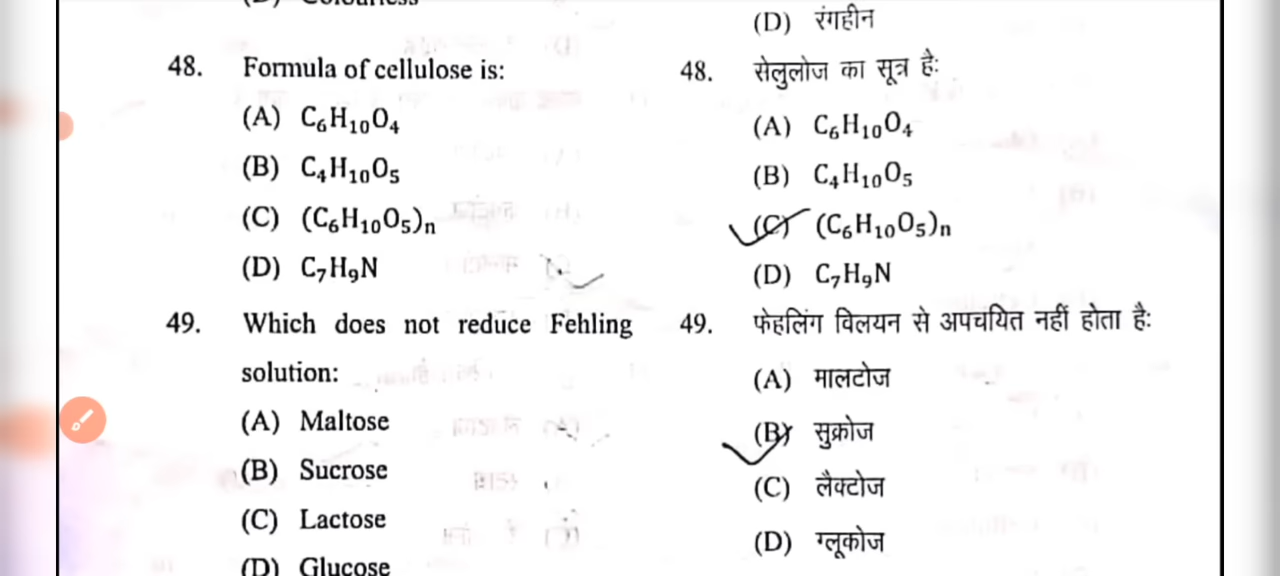 (D) रंगहीन
48. Formula of cellulose is:
(A) C₆H₁₀O₄
(B) C₄H₁₀O₅
(C) (C₆H₁₀O₅)ₙ
(D) C₇H₉N
49. Which does not reduce Fehling
solution:
(A) Maltose
(B) Sucrose
(C) Lactose
(D) Glucose
48. सेलुलोज का सूत्र है:
(A) C₆H₁₀O₄
(B) C₄H₁₀O₅
(C) (C₆H₁₀O₅)ₙ
(D) C₇H₉N
49. फेहलिंग विलयन से अपचयित नहीं होता है:
(A) मालटोज
(B) सुक्रोज
(C) लैक्टोज
(D) ग्लूकोज